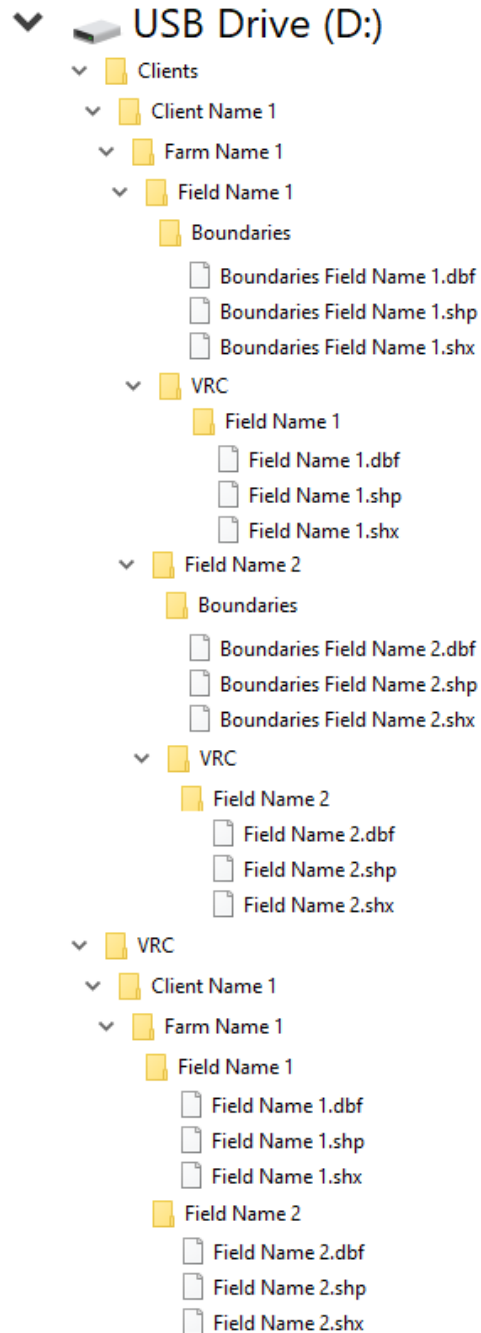 USB Drive (D:)
Clients
Client Name 1
Farm Name 1
Field Name 1
Boundaries
Boundaries Field Name 1.dbf
Boundaries Field Name 1.shp
Boundaries Field Name 1.shx
VRC
Field Name 1
Field Name 1.dbf
Field Name 1.shp
Field Name 1.shx
Field Name 2
Boundaries
Boundaries Field Name 2.dbf
Boundaries Field Name 2.shp
Boundaries Field Name 2.shx
VRC
Field Name 2
Field Name 2.dbf
Field Name 2.shp
Field Name 2.shx
VRC
Client Name 1
Farm Name 1
Field Name 1
Field Name 1.dbf
Field Name 1.shp
Field Name 1.shx
Field Name 2
Field Name 2.dbf
Field Name 2.shp
Field Name 2.shx